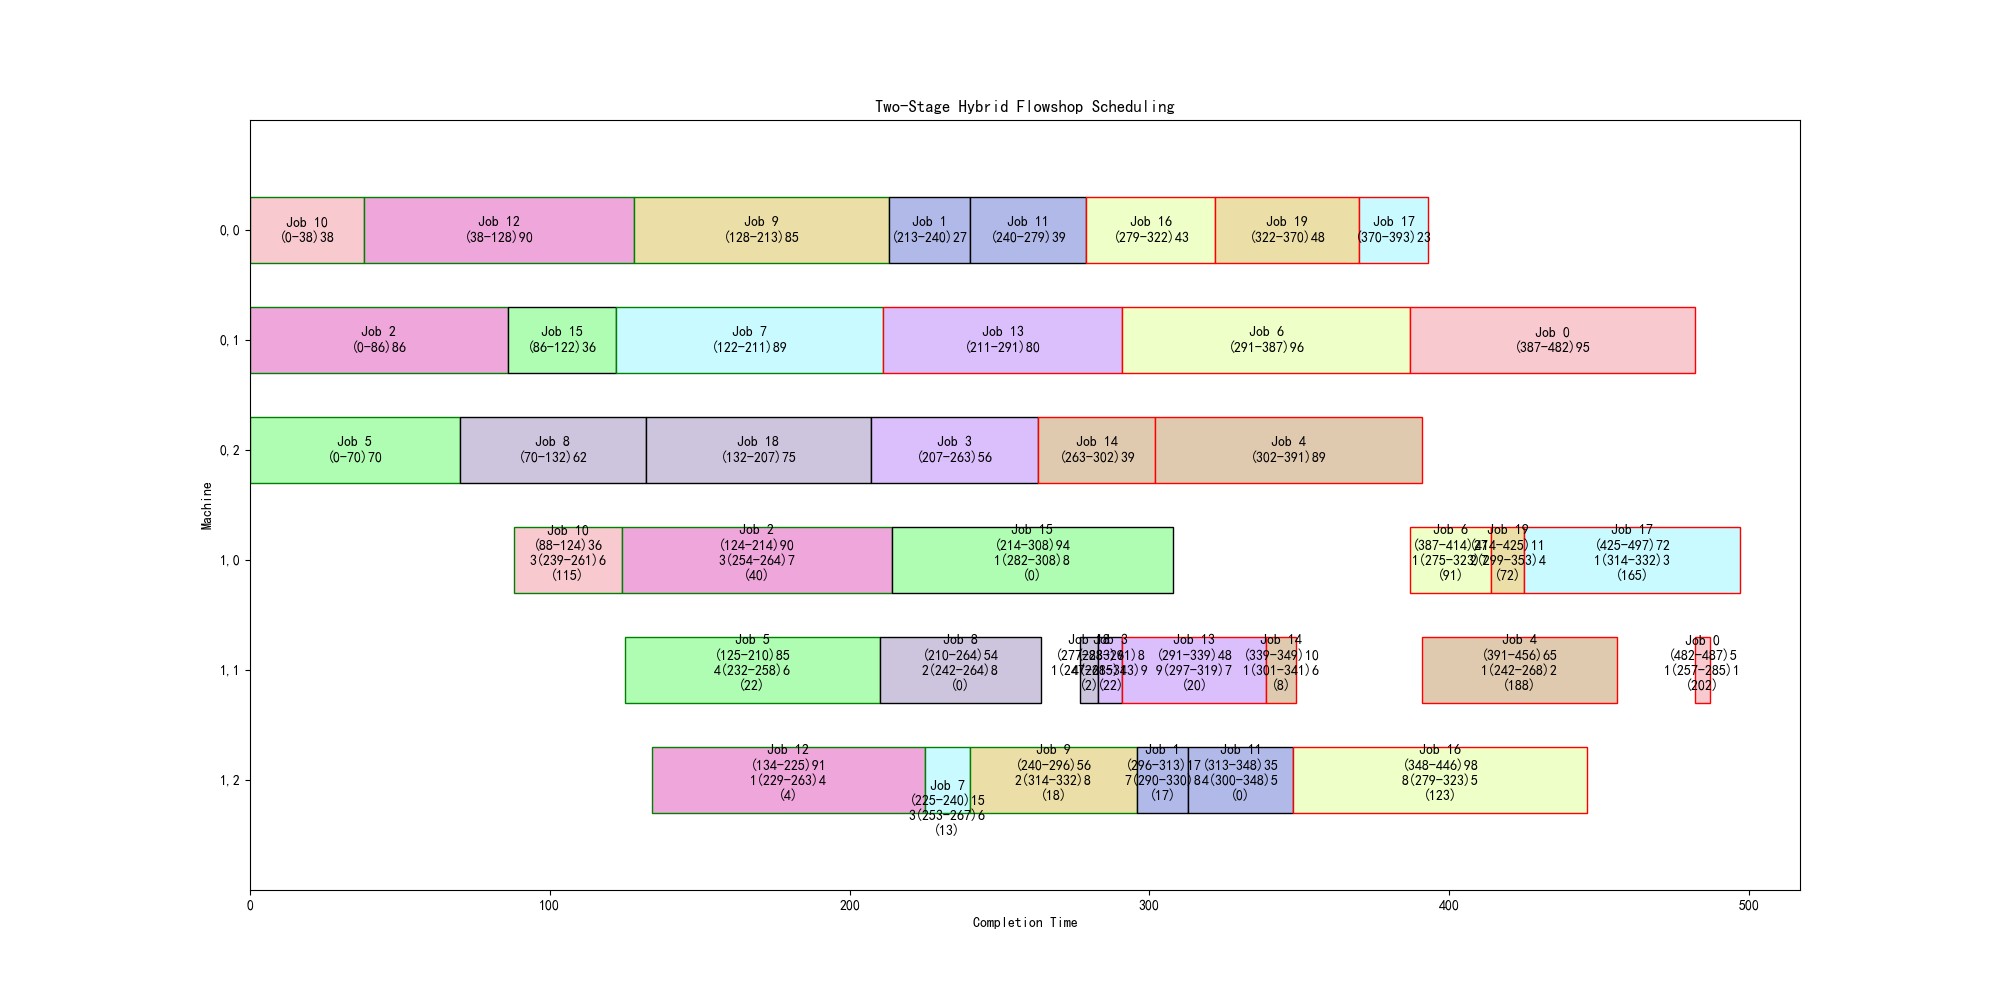 Two-Stage Hybrid Flowshop Scheduling
Machine
0,0
Job 10
(0-38)38
Job 12
(38-128)90
Job 9
(128-213)85
Job 1
(213-240)27
Job 11
(240-279)39
Job 16
(279-322)43
Job 19
(322-370)48
Job 17
(370-393)23
0,1
Job 2
(0-86)86
Job 15
(86-122)36
Job 7
(122-211)89
Job 13
(211-291)80
Job 6
(291-387)96
Job 0
(387-482)95
0,2
Job 5
(0-70)70
Job 8
(70-132)62
Job 18
(132-207)75
Job 3
(207-263)56
Job 14
(263-302)39
Job 4
(302-391)89
1,0
Job 10
(88-124)36
3(239-261)6
(115)
Job 2
(124-214)90
3(254-264)7
(40)
Job 15
(214-308)94
1(282-308)8
(0)
Job 6
(387-414)27
(91)
Job 19
(414-425)11
2(299-353)4
(72)
Job 17
(425-497)72
1(314-332)3
(165)
1,1
Job 5
(125-210)85
4(232-258)6
(22)
Job 8
(210-264)54
2(242-264)8
(0)
Job 18
(2)
Job 3
(283-291)8
(22)
Job 13
(291-339)48
9(297-319)7
(20)
Job 14
(339-349)10
1(301-341)6
(8)
Job 4
(391-456)65
1(242-268)2
(188)
Job 0
(482-487)5
1(257-285)1
(202)
1,2
Job 12
(134-225)91
1(229-263)4
(4)
Job 7
(225-240)15
3(253-267)6
(13)
Job 9
(240-296)56
2(314-332)8
(18)
Job 1
(296-313)17
7(290-330)8
(17)
Job 11
(313-348)35
4(300-348)5
(0)
Job 16
(348-446)98
8(279-323)5
(123)
0
100
200
300
400
500
Completion Time